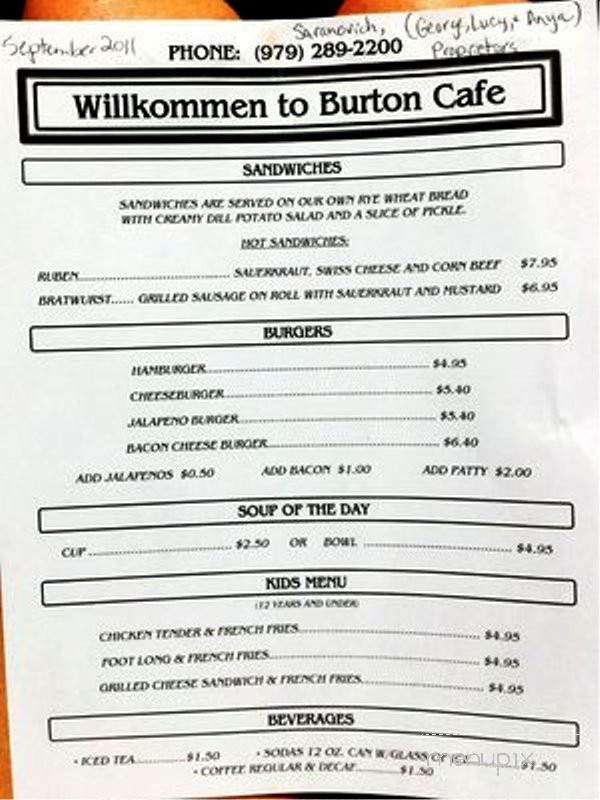 September 2011
Saranovich, (Georg, Lucy, + Anya)
Proprietors
PHONE: (979) 289-2200
Willkommen to Burton Cafe
SANDWICHES
SANDWICHES ARE SERVED ON OUR OWN RYE WHEAT BREAD
WITH CREAMY DILL POTATO SALAD AND A SLICE OF PICKLE.
HOT SANDWICHES:
RUBEN........ SAUERKRAUT, SWISS CHEESE AND CORN BEEF $7.95
BRATWURST...... GRILLED SAUSAGE ON ROLL WITH SAUERKRAUT AND MUSTARD $6.95
BURGERS
HAMBURGER........ $4.95
CHEESEBURGER........ $5.40
JALAPENO BURGER........ $5.40
BACON CHEESE BURGER........ $6.40
ADD JALAPENOS $0.50 ADD BACON $1.00 ADD PATTY $2.00
SOUP OF THE DAY
CUP........ $2.50 OR BOWL ........ $4.95
KIDS MENU
(12 YEARS AND UNDER)
CHICKEN TENDER & FRENCH FRIES........ $4.95
FOOT LONG & FRENCH FRIES........ $4.95
GRILLED CHEESE SANDWICH & FRENCH FRIES........ $4.95
BEVERAGES
• ICED TEA........$1.50 • SODAS 12 OZ. CAN W/GLASS OF $1.50
• COFFEE REGULAR & DECAF........$1.50
menupix